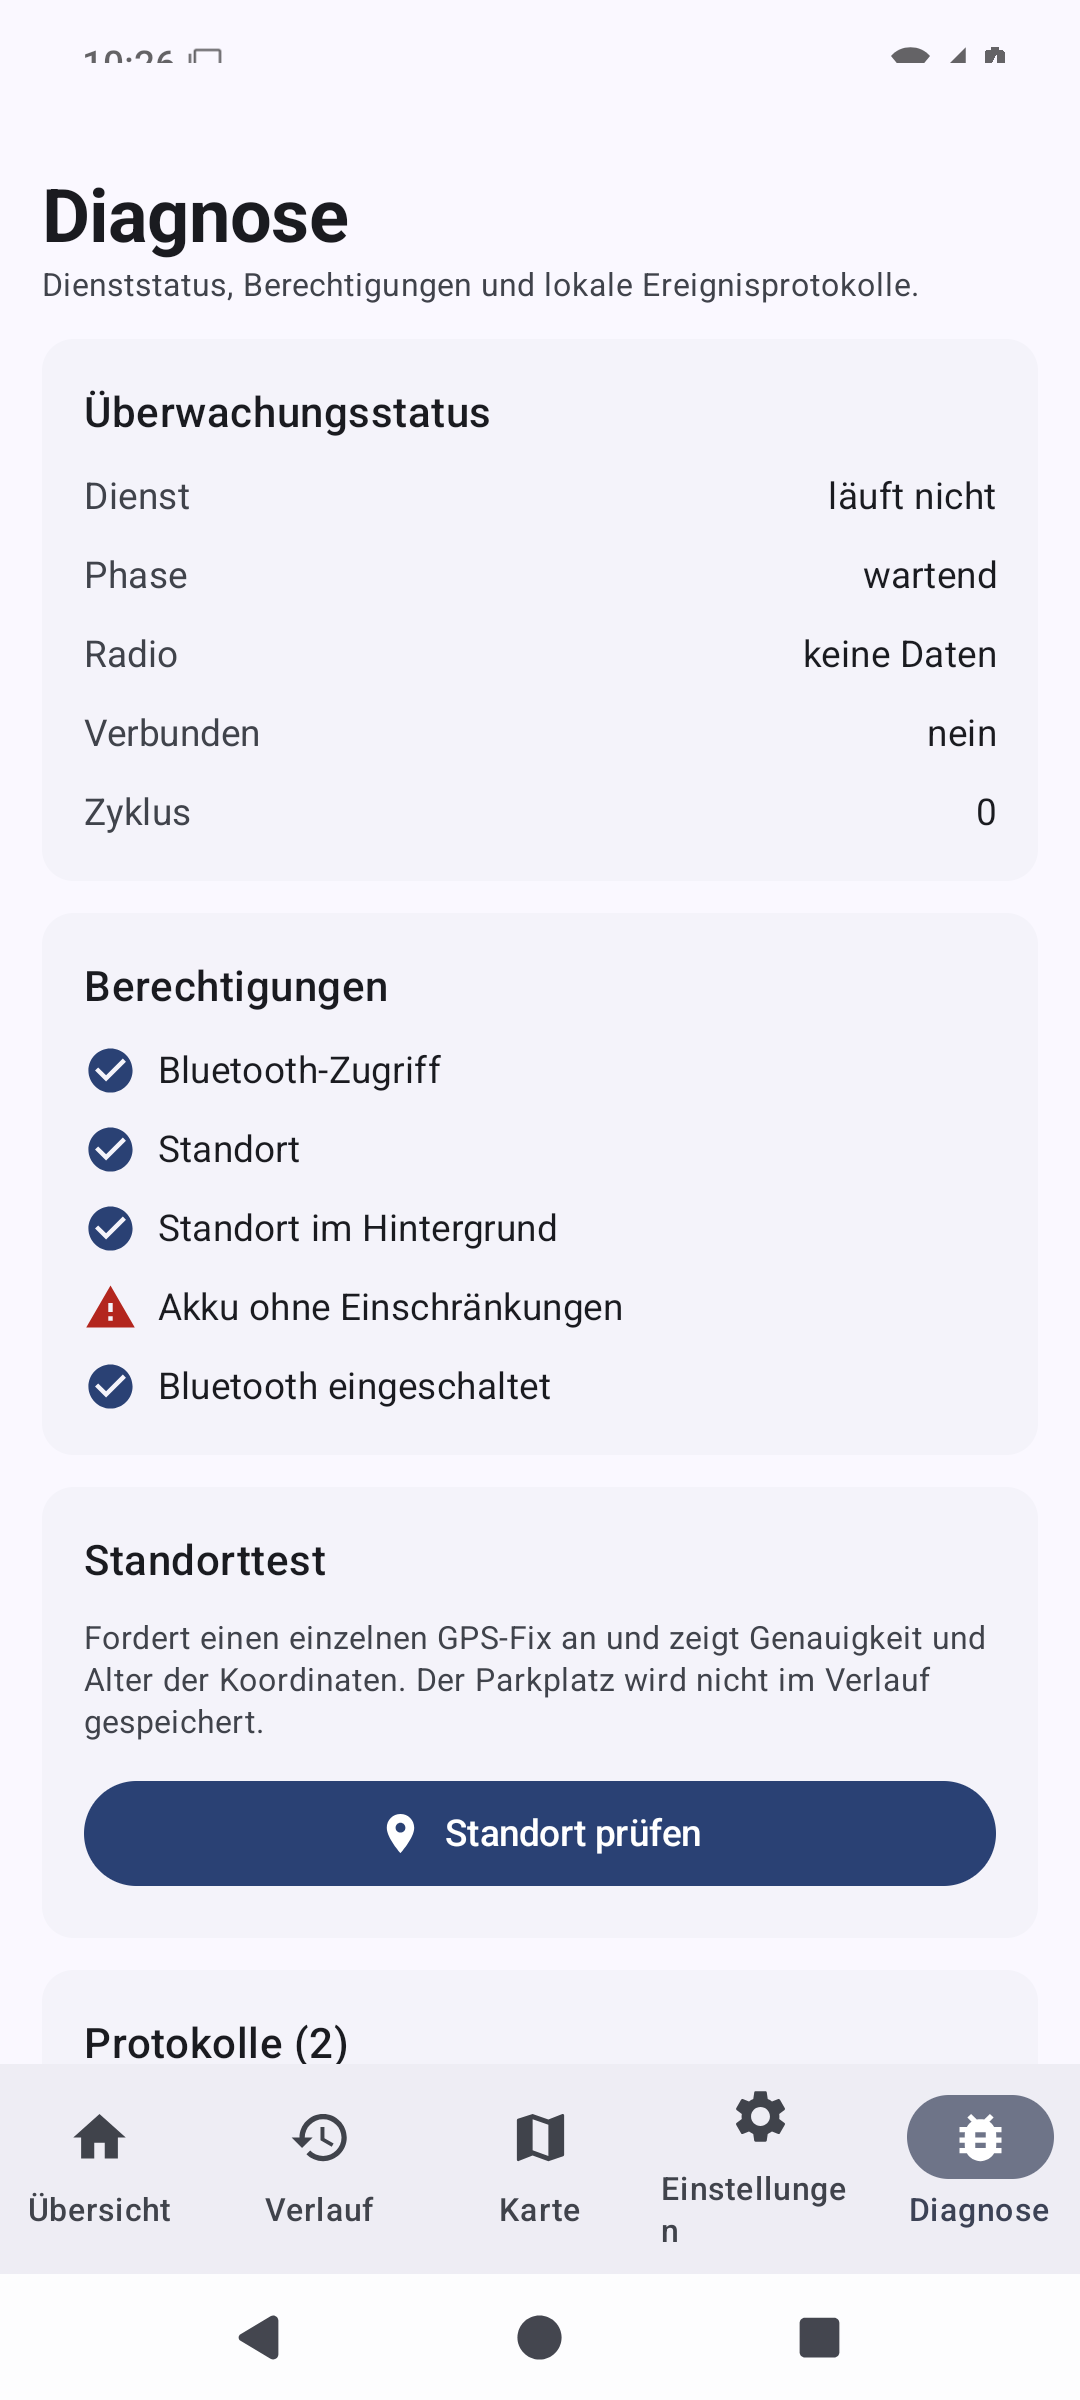 10:26
Diagnose
Dienststatus, Berechtigungen und lokale Ereignisprotokolle.
Überwachungsstatus
Dienst läuft nicht
Phase wartend
Radio keine Daten
Verbunden nein
Zyklus 0
Berechtigungen
Bluetooth-Zugriff
Standort
Standort im Hintergrund
Akku ohne Einschränkungen
Bluetooth eingeschaltet
Standorttest
Fordert einen einzelnen GPS-Fix an und zeigt Genauigkeit und
Alter der Koordinaten. Der Parkplatz wird nicht im Verlauf
gespeichert.
Standort prüfen
Protokolle (2)
Übersicht Verlauf Karte Einstellunge
n Diagnose